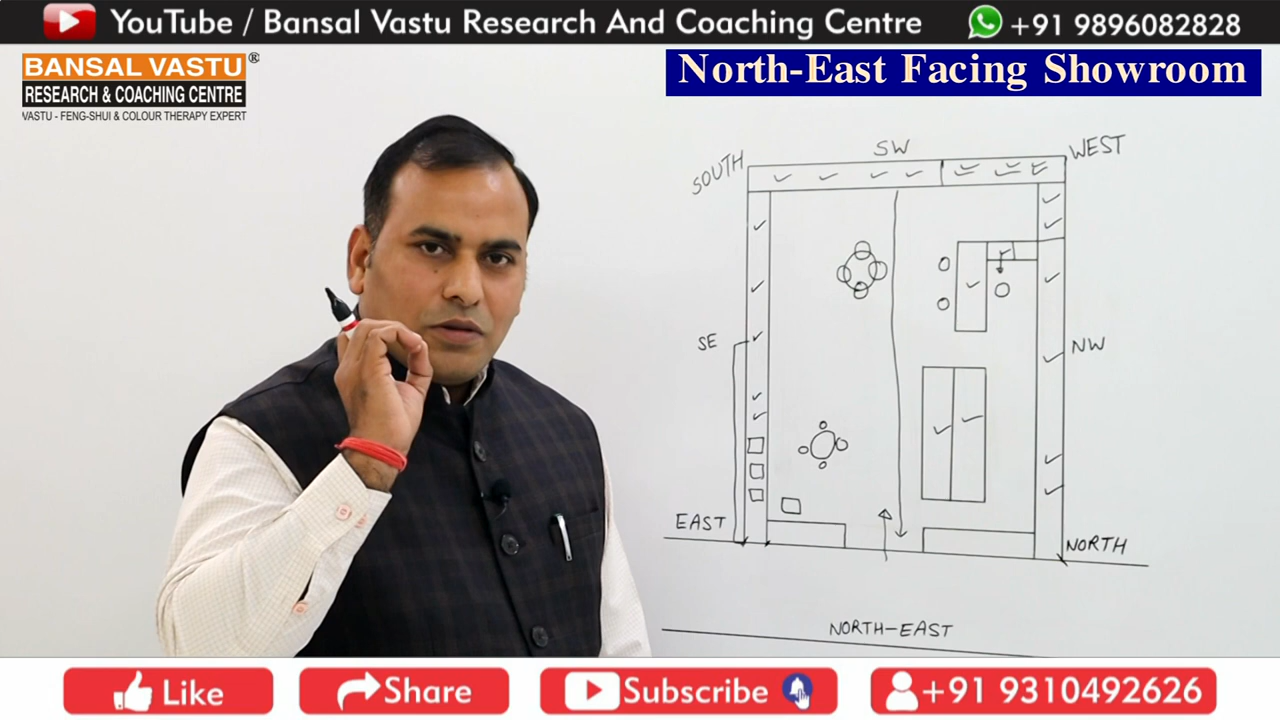 YouTube / Bansal Vastu Research And Coaching Centre
+91 9896082828
BANSAL VASTU®
RESEARCH & COACHING CENTRE
VASTU - FENG-SHUI & COLOUR THERAPY EXPERT
North-East Facing Showroom
SOUTH
SW
WEST
SE
NW
EAST
NORTH
NORTH-EAST
Like
Share
Subscribe
+91 9310492626